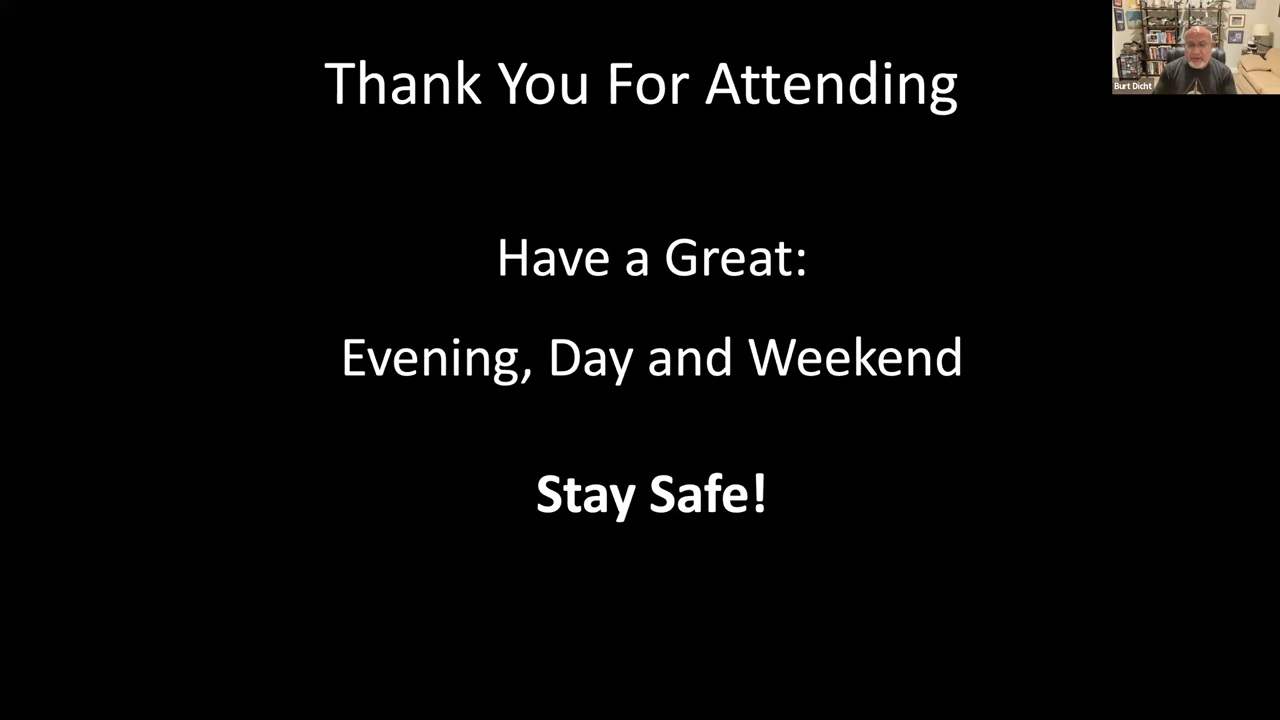 Thank You For Attending
Burt Dicht
Have a Great:
Evening, Day and Weekend
Stay Safe!